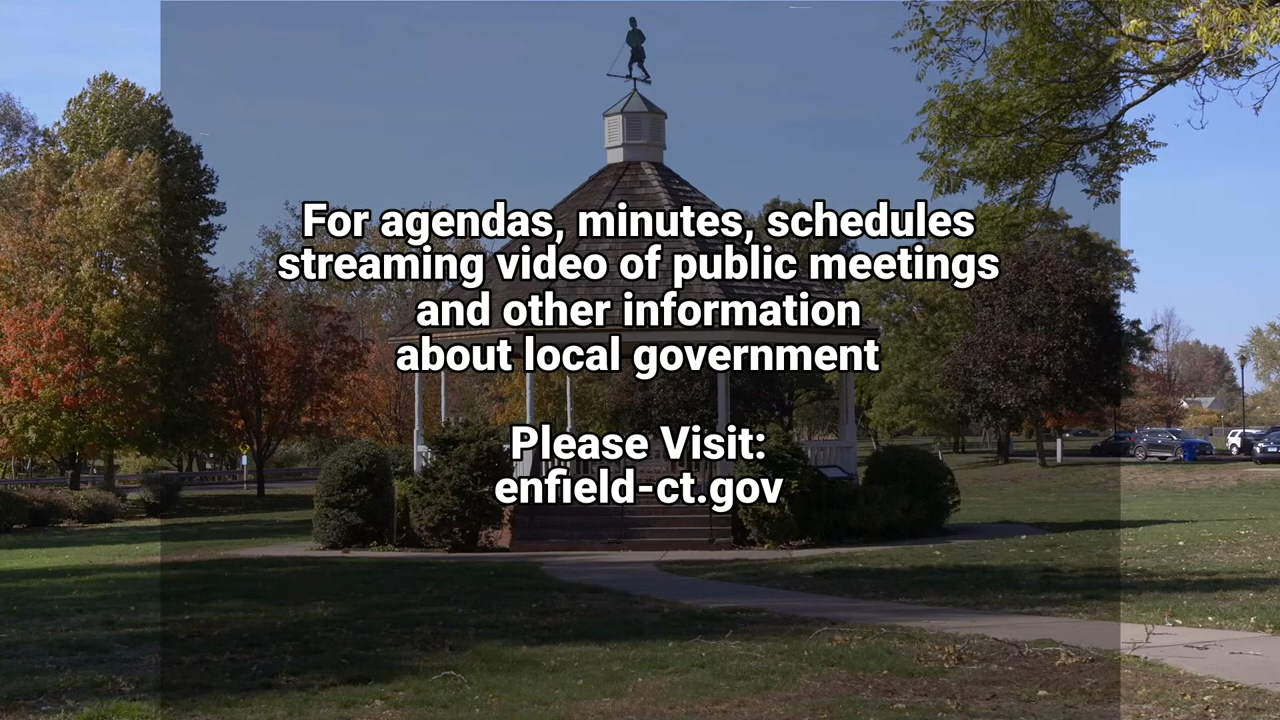 For agendas, minutes, schedules
streaming video of public meetings
and other information
about local government
Please Visit:
enfield-ct.gov